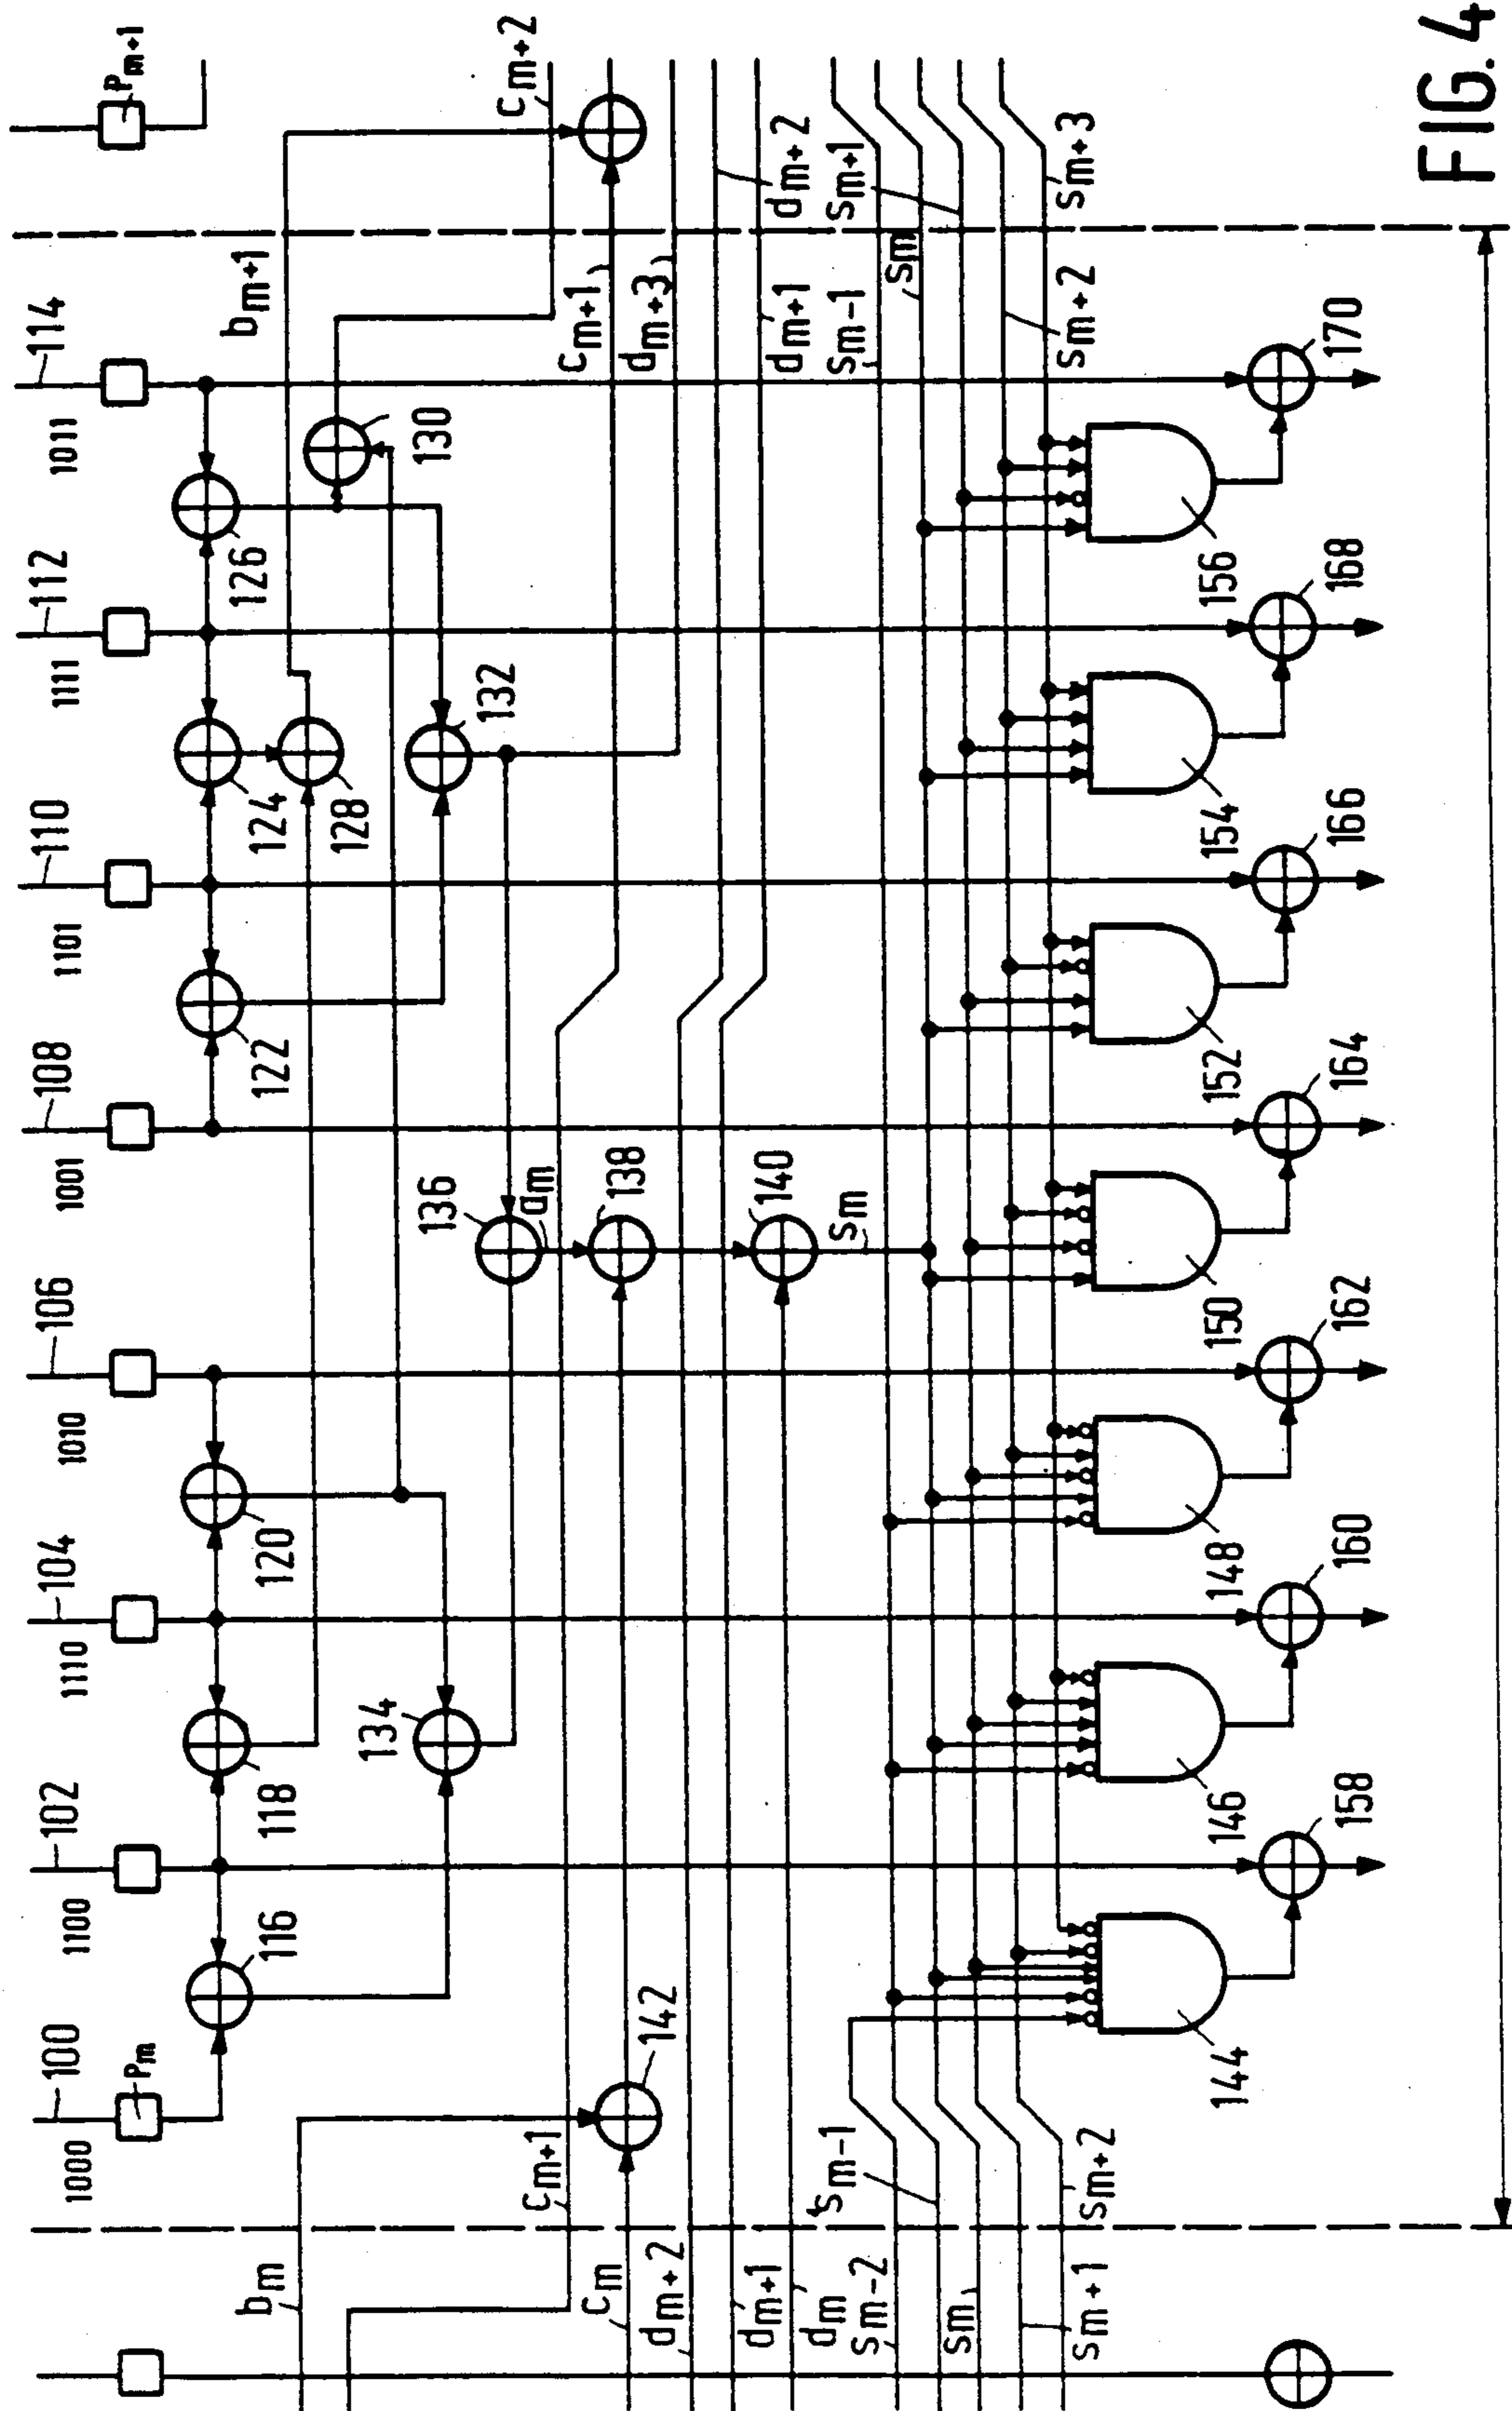 FIG. 4
100
102
104
106
108
110
112
114
Pm
Pm+1
1000
1100
1110
1010
1001
1101
1111
1011
116
118
120
122
124
126
bm
bm+1
128
130
134
132
136
am
cm+1
cm+2
142
138
cm
cm+1
dm+2
dm+3
dm+1
dm+2
dm
dm+1
140
sm
sm-2
sm-1
sm-1
sm
sm
sm+1
sm+1
sm+2
sm+2
sm+3
144
146
148
150
152
154
156
158
160
162
164
166
168
170